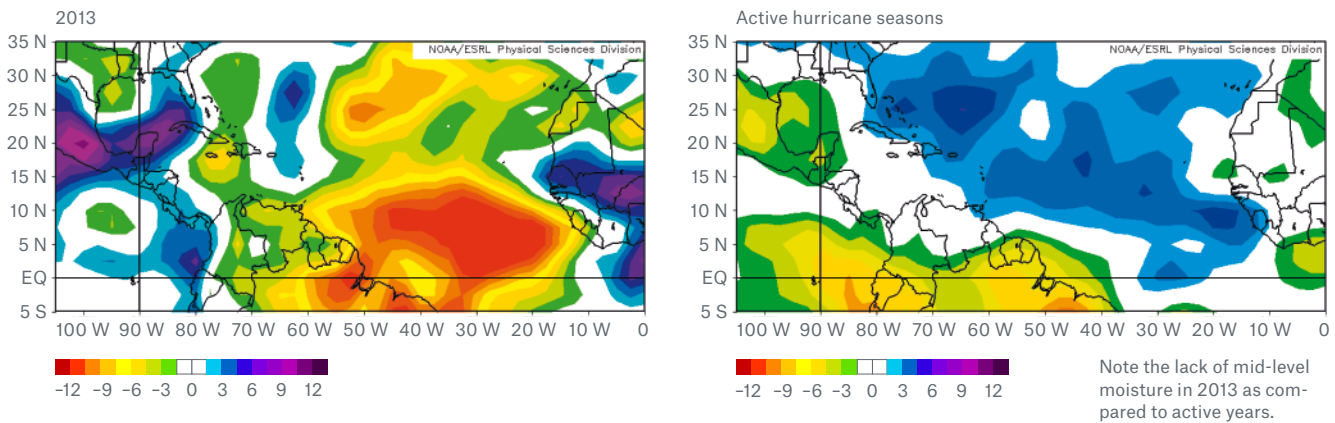 2013
NOAA/ESRL Physical Sciences Division
35 N
30 N
25 N
20 N
15 N
10 N
5 N
EQ
5 S
100 W 90 W 80 W 70 W 60 W 50 W 40 W 30 W 20 W 10 W 0
–12 –9 –6 –3 0 3 6 9 12
Active hurricane seasons
NOAA/ESRL Physical Sciences Division
35 N
30 N
25 N
20 N
15 N
10 N
5 N
EQ
5 S
100 W 90 W 80 W 70 W 60 W 50 W 40 W 30 W 20 W 10 W 0
–12 –9 –6 –3 0 3 6 9 12
Note the lack of mid-level
moisture in 2013 as com-
pared to active years.